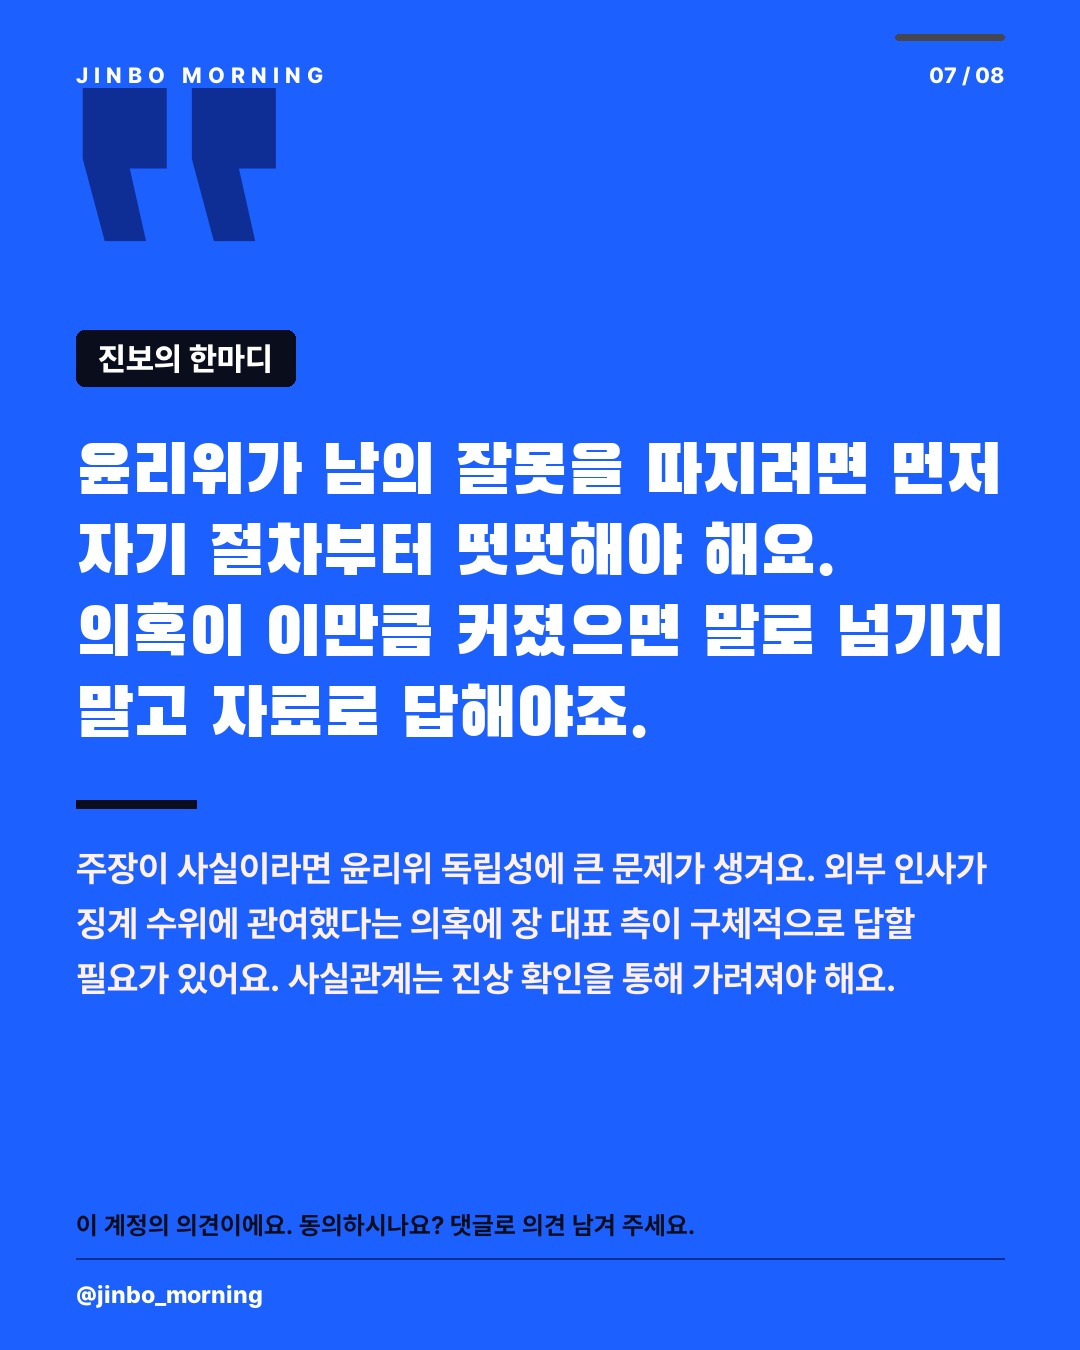 JINBO MORNING
07 / 08
진보의 한마디
윤리위가 남의 잘못을 따지려면 먼저
자기 절차부터 떳떳해야 해요.
의혹이 이만큼 커졌으면 말로 넘기지
말고 자료로 답해야죠.
주장이 사실이라면 윤리위 독립성에 큰 문제가 생겨요. 외부 인사가
징계 수위에 관여했다는 의혹에 장 대표 측이 구체적으로 답할
필요가 있어요. 사실관계는 진상 확인을 통해 가려져야 해요.
이 계정의 의견이에요. 동의하시나요? 댓글로 의견 남겨 주세요.
@jinbo_morning